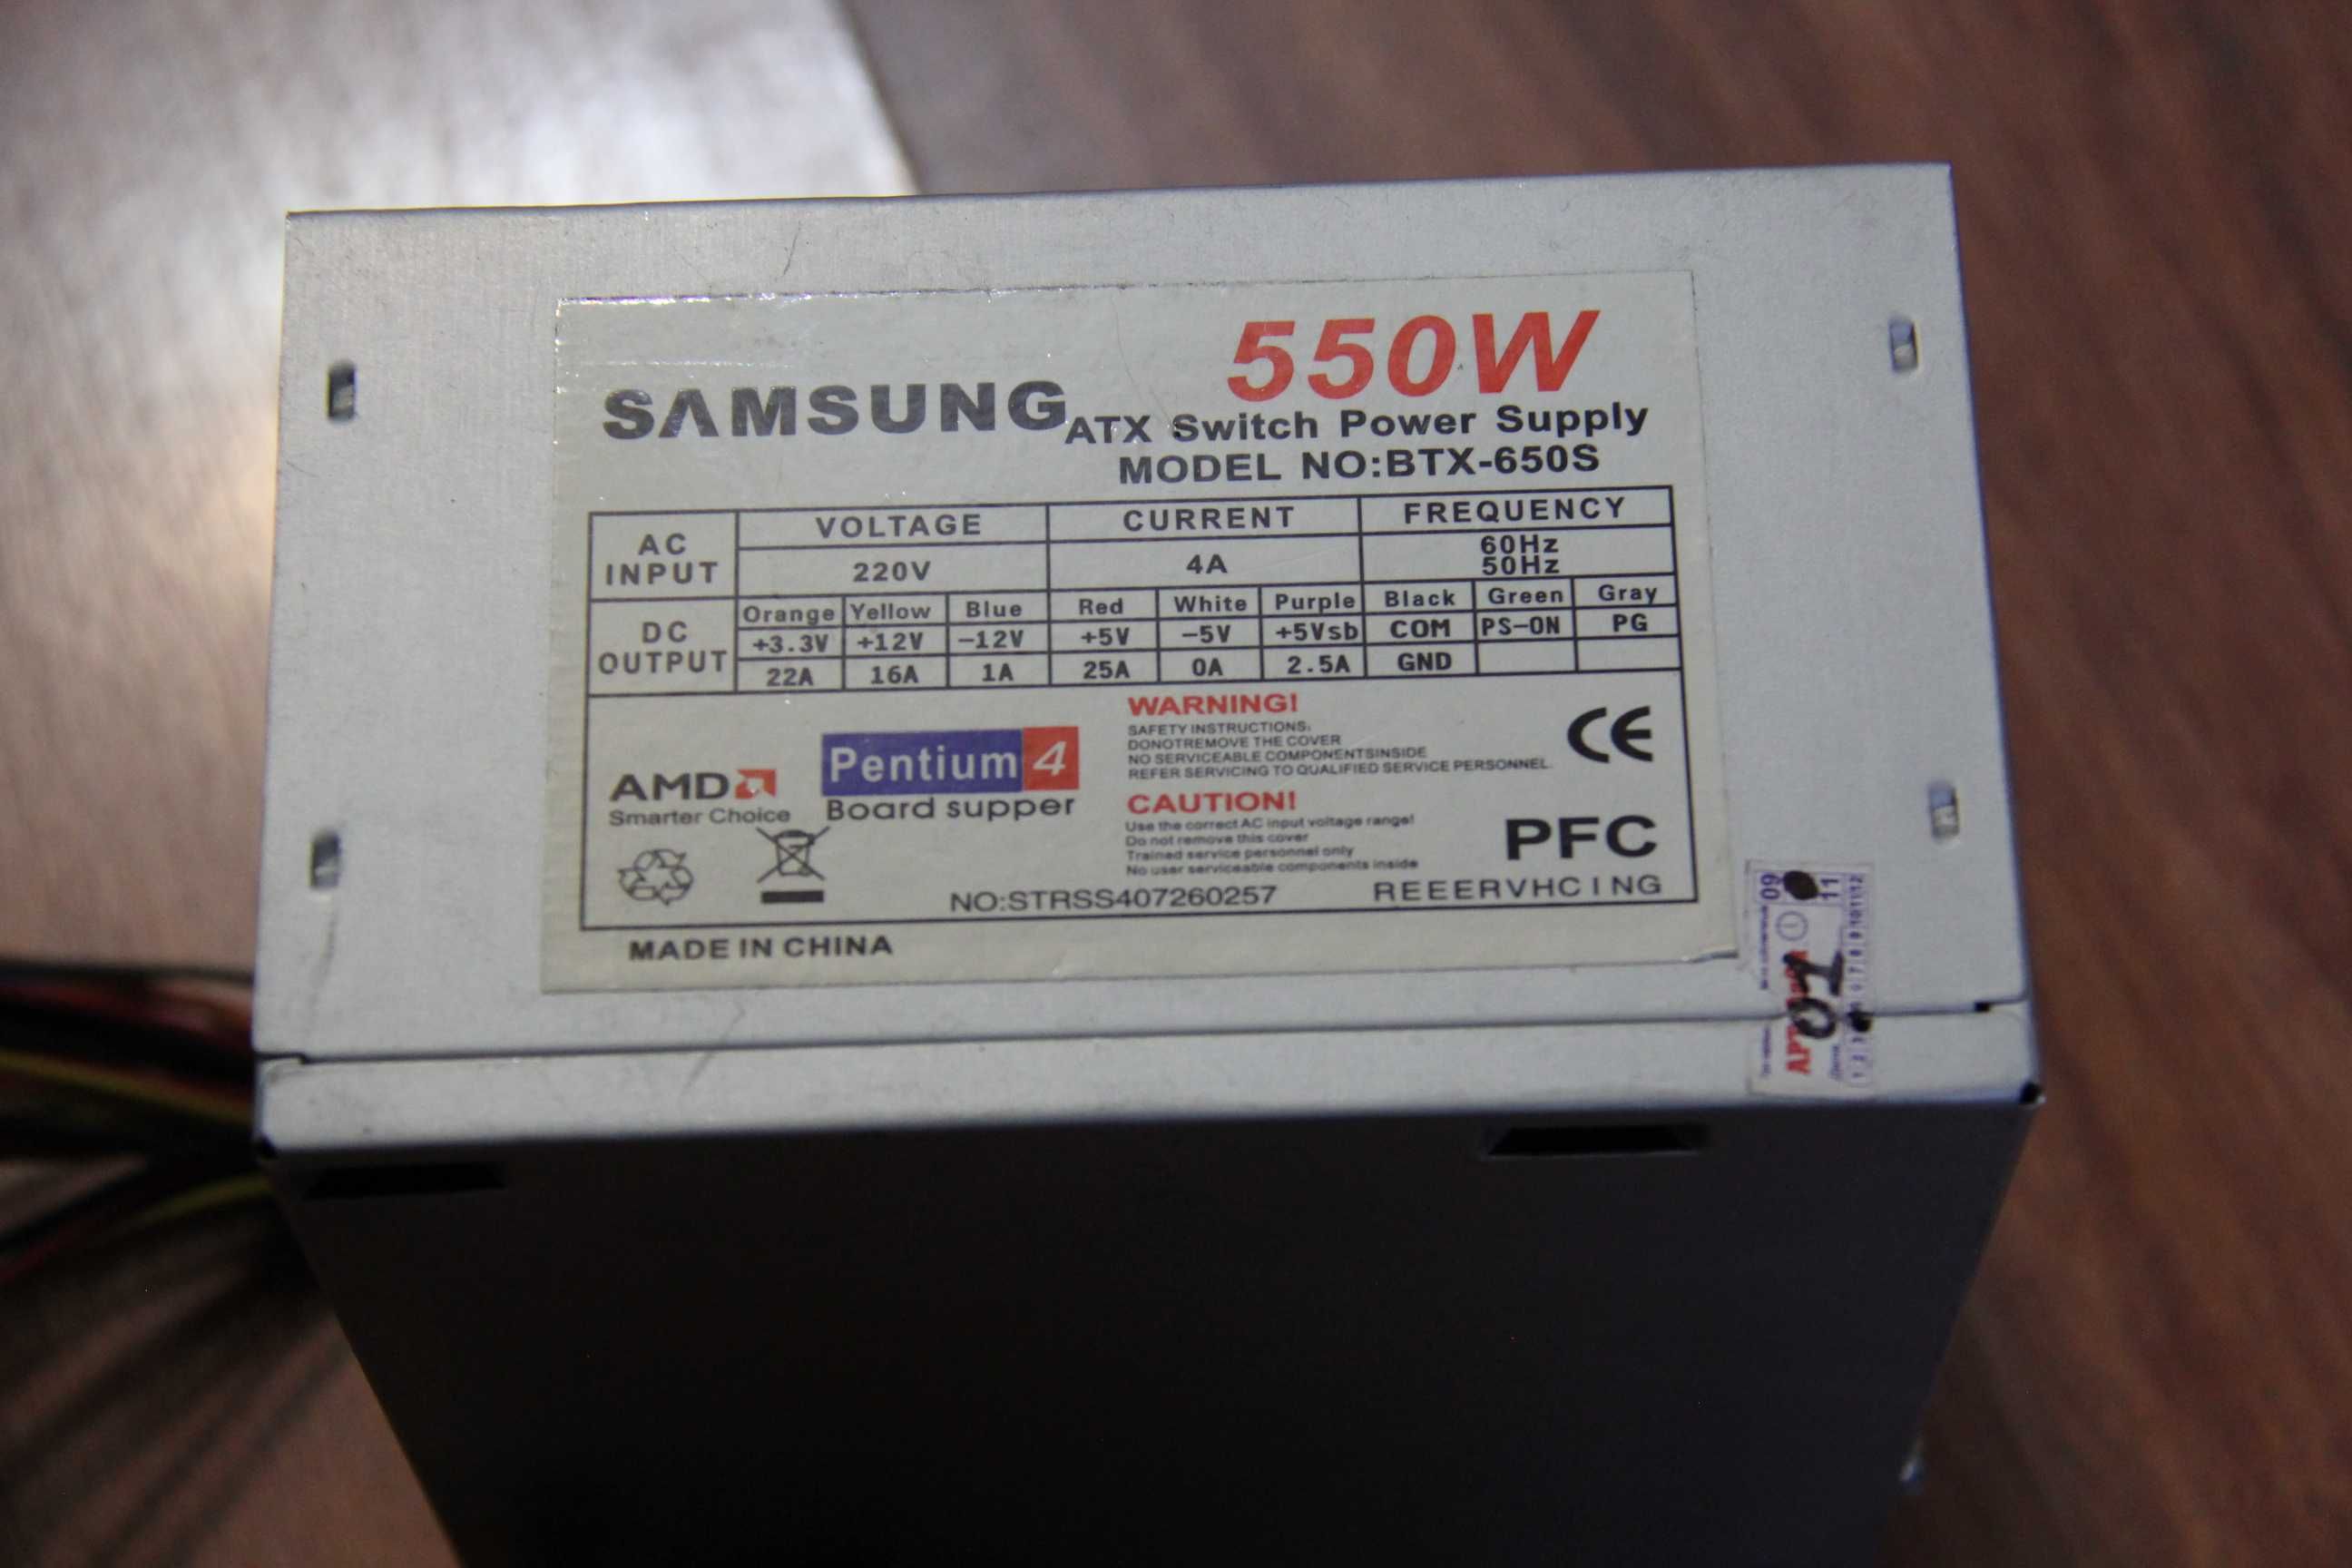 550W
SAMSUNG
ATX Switch Power Supply
MODEL NO:BTX-650S
AC INPUT
VOLTAGE CURRENT FREQUENCY
220V 4A 60Hz 50Hz
DC OUTPUT
Orange Yellow Blue Red White Purple Black Green Gray
+3.3V +12V -12V +5V -5V +5Vsb COM PS-ON PG
22A 16A 1A 25A 0A 2.5A GND
AMD
Smarter Choice
Pentium 4
Board supper
WARNING!
SAFETY INSTRUCTIONS.
DONOTREMOVE THE COVER
NO SERVICEABLE COMPONENTSINSIDE
REFER SERVICING TO QUALIFIED SERVICE PERSONNEL.
CE
CAUTION!
Use the correct AC input voltage range!
Do not remove this cover
Trained service personnel only
No user serviceable components inside
PFC
NO:STRSS407260257
REEERVHCING
MADE IN CHINA
09 11
01